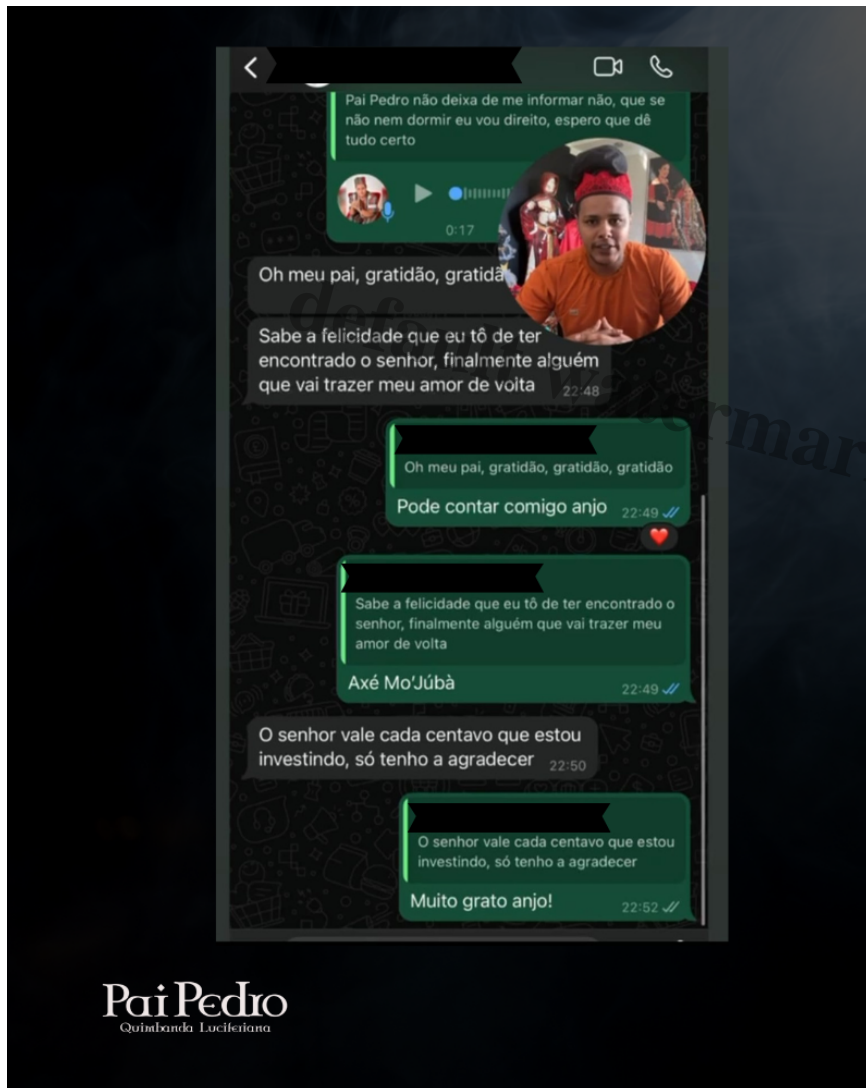 Pai Pedro não deixa de me informar não, que se
não nem dormir eu vou direito, espero que dê
tudo certo
0:17
Oh meu pai, gratidão, gratidã
Sabe a felicidade que eu tô de ter
encontrado o senhor, finalmente alguém
que vai trazer meu amor de volta 22:48
Oh meu pai, gratidão, gratidão, gratidão
Pode contar comigo anjo 22:49
Sabe a felicidade que eu tô de ter encontrado o
senhor, finalmente alguém que vai trazer meu
amor de volta
Axé Mo'Júbà 22:49
O senhor vale cada centavo que estou
investindo, só tenho a agradecer 22:50
O senhor vale cada centavo que estou
investindo, só tenho a agradecer
Muito grato anjo! 22:52
Pai Pedro
Quimbanda Luciferiana